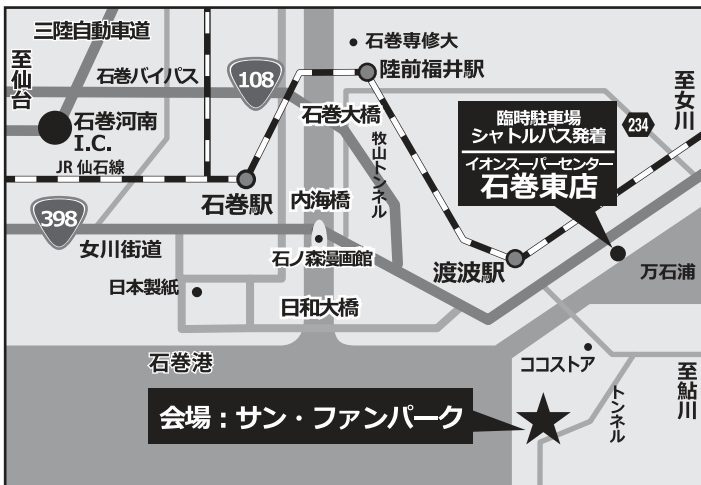 三陸自動車道
至仙台
石巻バイパス
108
石巻専修大
陸前福井駅
至女川
石巻河南
I.C.
石巻大橋
臨時駐車場
シャトルバス発着
イオンスーパーセンター
石巻東店
234
牧山トンネル
JR 仙石線
石巻駅
内海橋
398
女川街道
石ノ森漫画館
渡波駅
万石浦
日本製紙
日和大橋
石巻港
ココストア
至鮎川
会場：サン・ファンパーク
トンネル